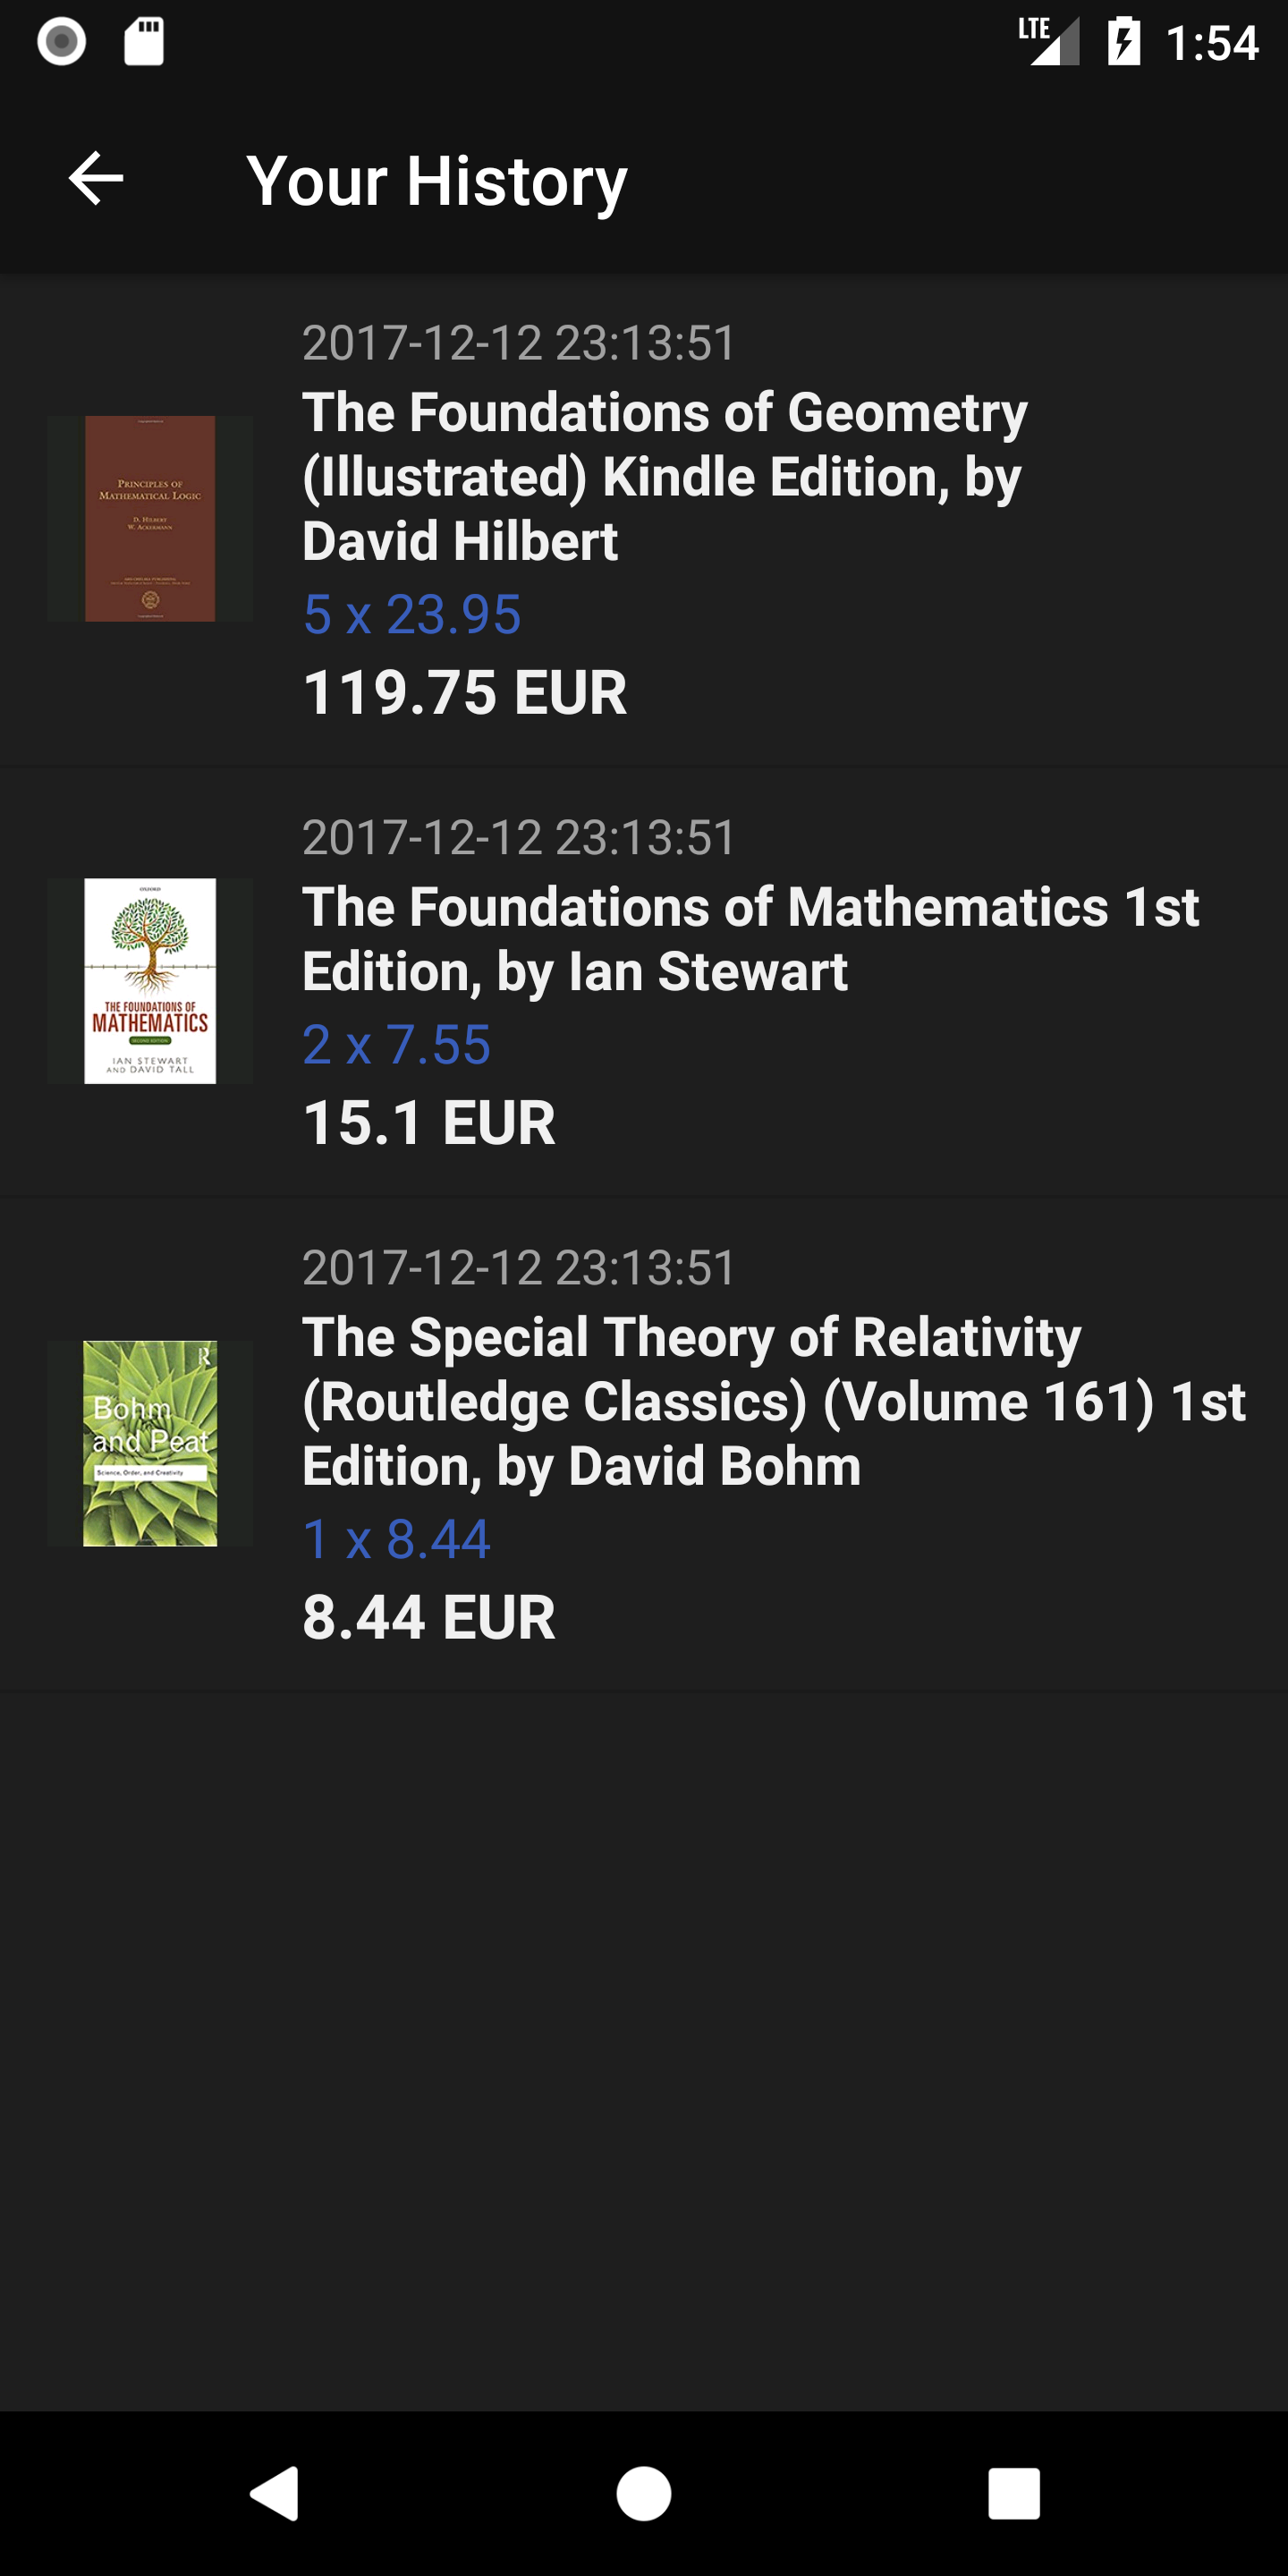 LTE 1:54
Your History
2017-12-12 23:13:51
The Foundations of Geometry
(Illustrated) Kindle Edition, by
David Hilbert
5 x 23.95
119.75 EUR
PRINCIPLES OF
MATHEMATICAL LOGIC
D. HILBERT
W. ACKERMANN
2017-12-12 23:13:51
The Foundations of Mathematics 1st
Edition, by Ian Stewart
2 x 7.55
15.1 EUR
OXFORD
THE FOUNDATIONS OF
MATHEMATICS
SECOND EDITION
IAN STEWART
AND DAVID TALL
2017-12-12 23:13:51
The Special Theory of Relativity
(Routledge Classics) (Volume 161) 1st
Edition, by David Bohm
1 x 8.44
8.44 EUR
R
Bohm
and Peat
Science, Order, and Creativity